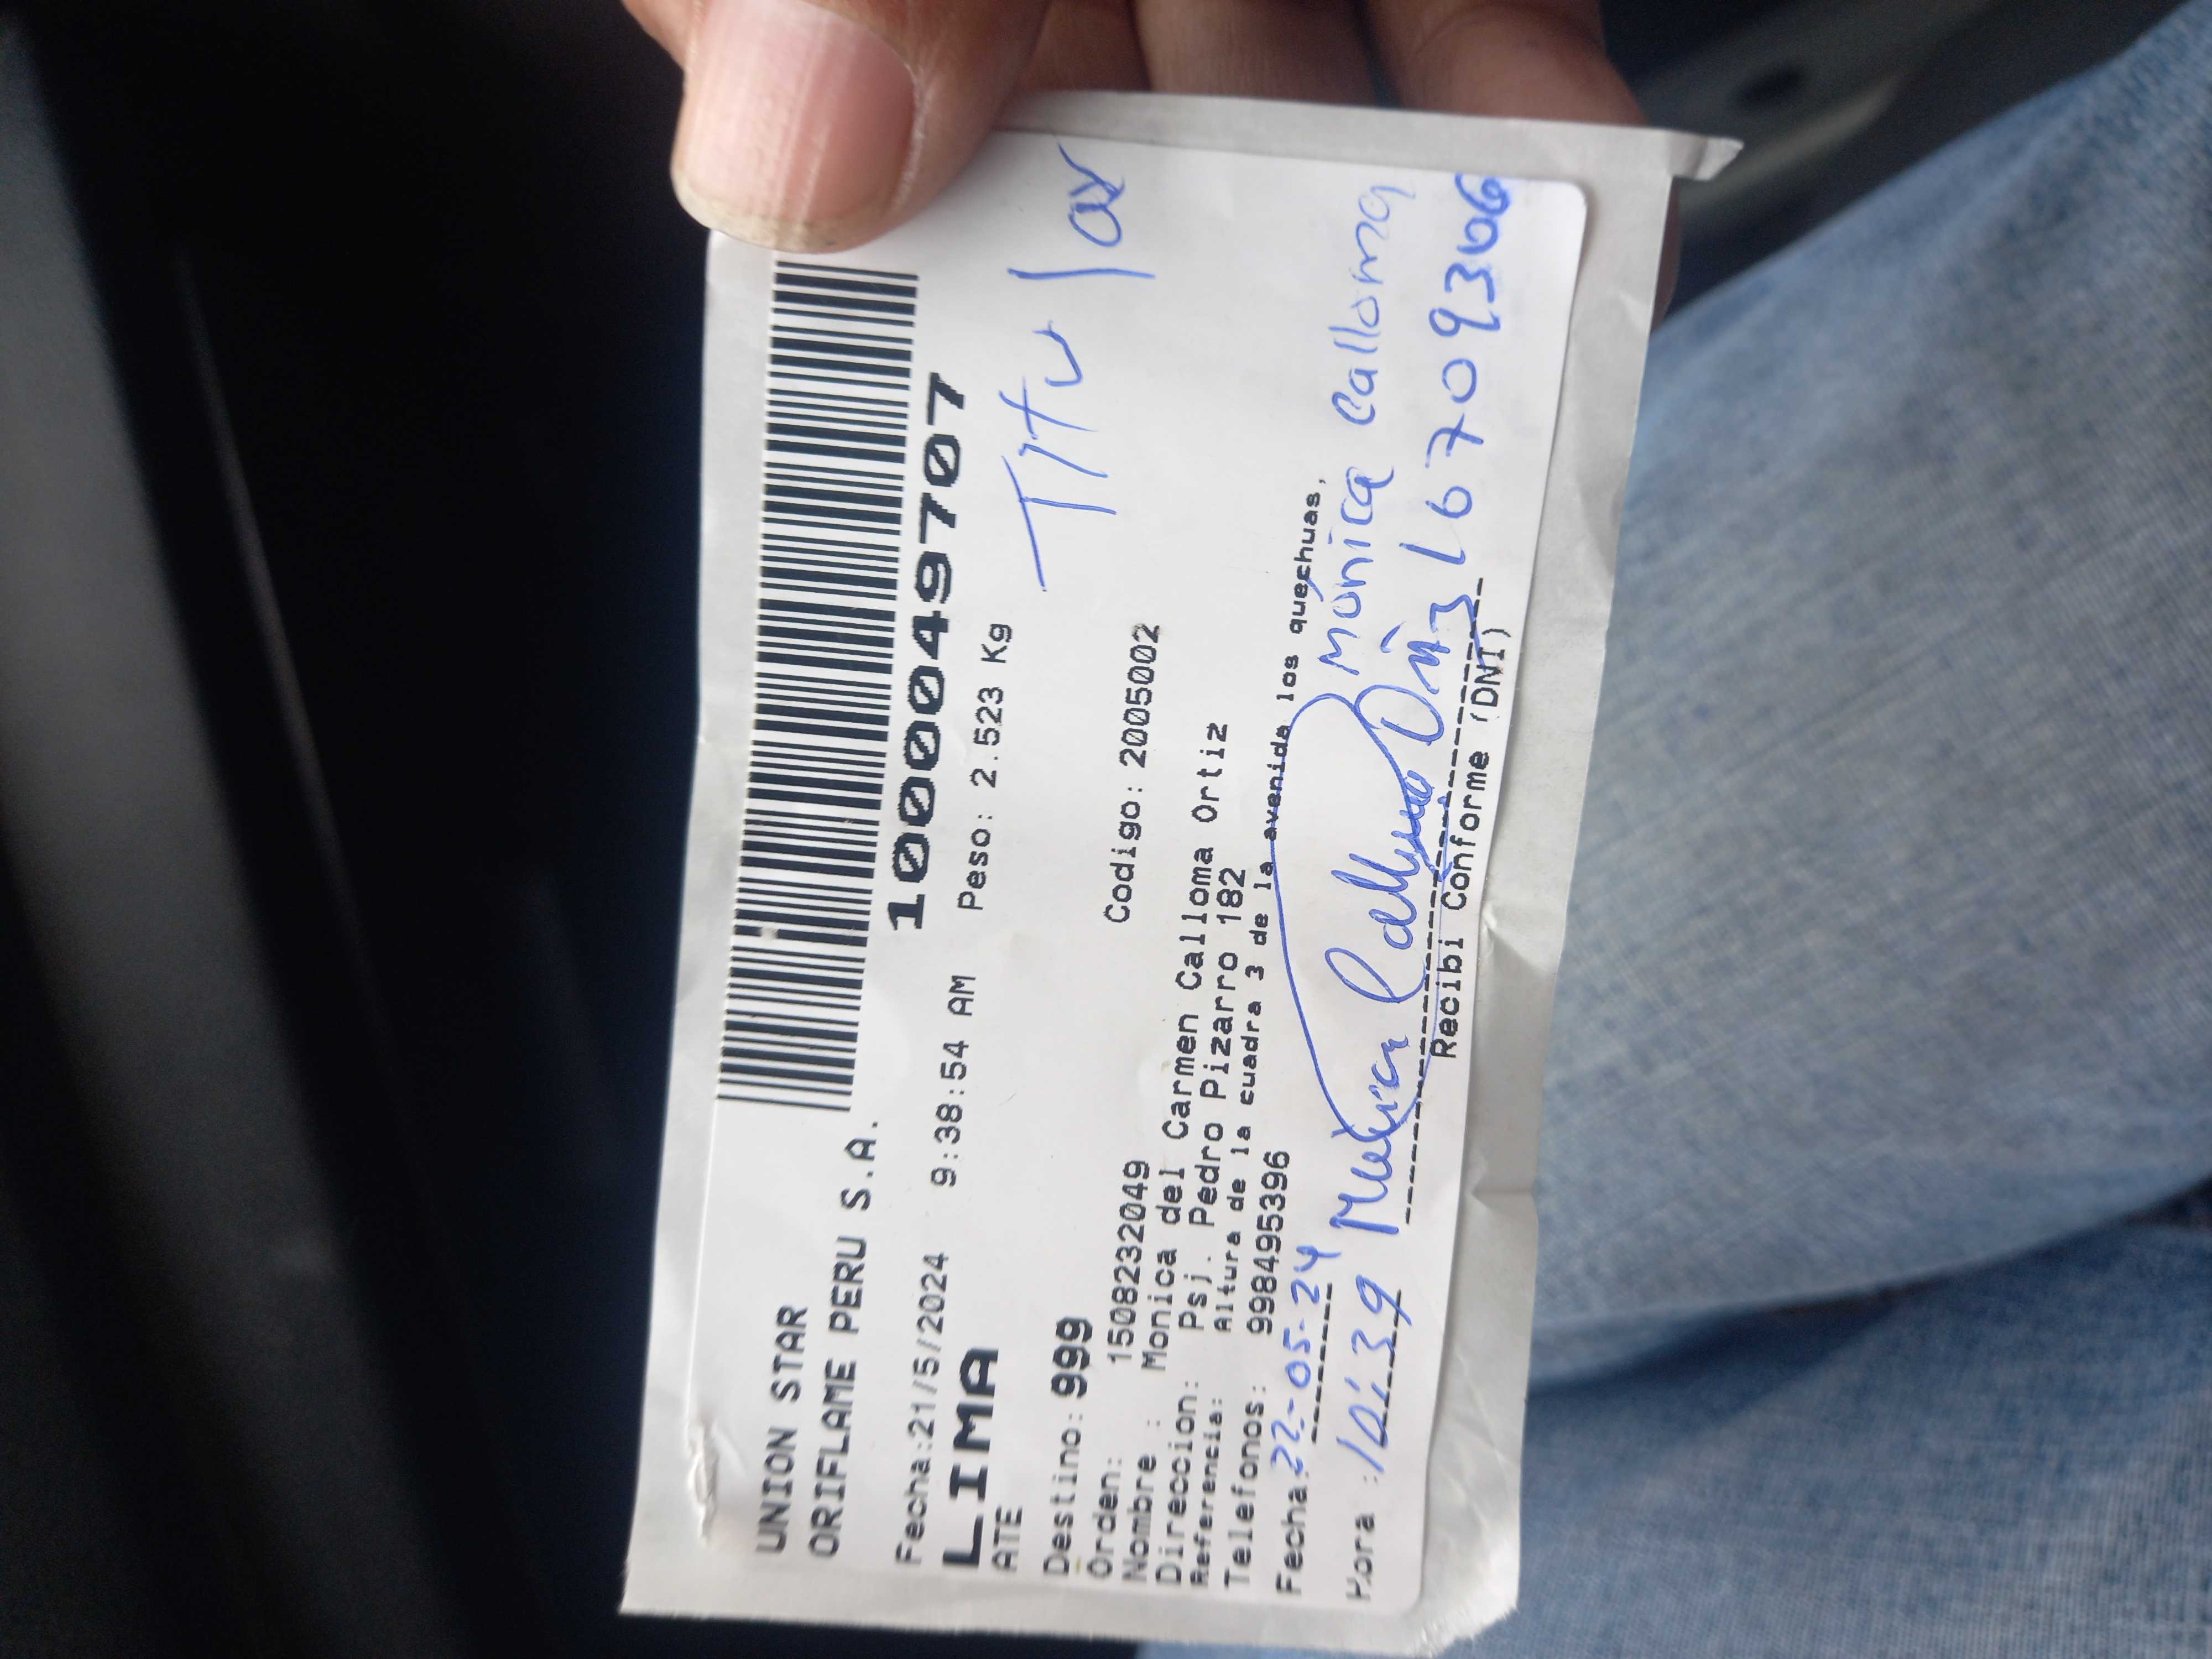 UNION STAR
ORIFLAME PERU S.A.
100049707
Fecha:21/5/2024 9:38:54 AM Peso: 2.523 Kg
LIMA
ATE
Titular
Destino: 999
Orden: 1508232049 Codigo: 2005002
Nombre : Monica del Carmen Calloma Ortiz
Direccion: Psj. Pedro Pizarro 182
Referencia: Altura de la cuadra 3 de la avenida los quechuas,
Telefonos: 998495396
Fecha: 22-05-24
Mónica Calloma
Hora : 10:39
Recibi Conforme (DNI)